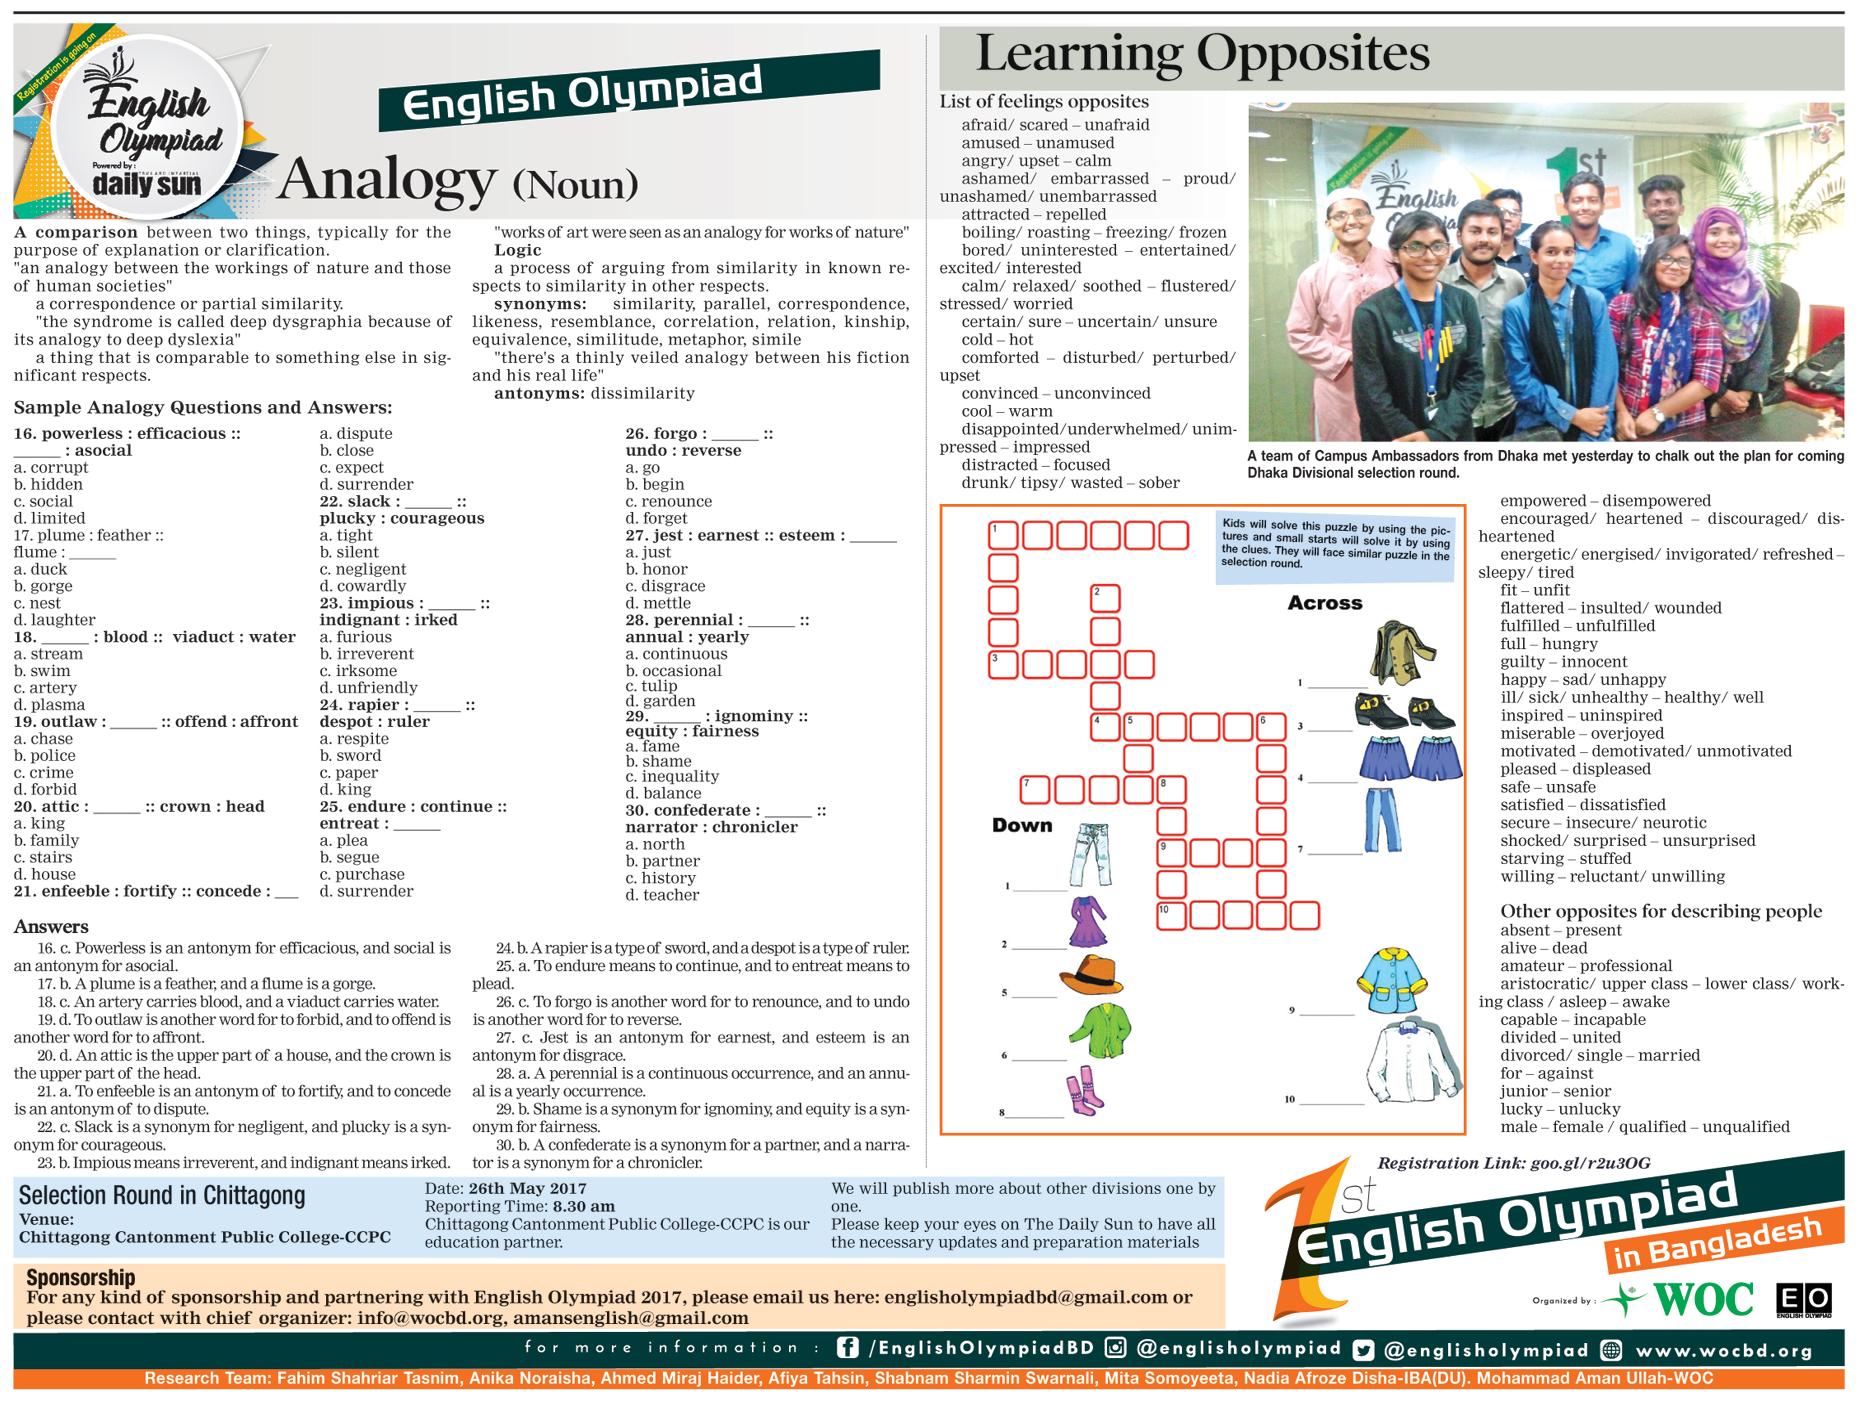 Registration is going on
English
Olympiad
Powered by :
TRUE AND IMPARTIAL
daily sun
English Olympiad
Analogy (Noun)
A comparison between two things, typically for the
purpose of explanation or clarification.
"an analogy between the workings of nature and those
of human societies"
a correspondence or partial similarity.
"the syndrome is called deep dysgraphia because of
its analogy to deep dyslexia"
a thing that is comparable to something else in sig-
nificant respects.
"works of art were seen as an analogy for works of nature"
Logic
a process of arguing from similarity in known re-
spects to similarity in other respects.
synonyms: similarity, parallel, correspondence,
likeness, resemblance, correlation, relation, kinship,
equivalence, similitude, metaphor, simile
"there's a thinly veiled analogy between his fiction
and his real life"
antonyms: dissimilarity
Sample Analogy Questions and Answers:
16. powerless : efficacious ::
______ : asocial
a. corrupt
b. hidden
c. social
d. limited
17. plume : feather ::
flume : ______
a. duck
b. gorge
c. nest
d. laughter
18. ______ : blood :: viaduct : water
a. stream
b. swim
c. artery
d. plasma
19. outlaw : ______ :: offend : affront
a. chase
b. police
c. crime
d. forbid
20. attic : ______ :: crown : head
a. king
b. family
c. stairs
d. house
21. enfeeble : fortify :: concede : ___
a. dispute
b. close
c. expect
d. surrender
22. slack : ______ ::
plucky : courageous
a. tight
b. silent
c. negligent
d. cowardly
23. impious : ______ ::
indignant : irked
a. furious
b. irreverent
c. irksome
d. unfriendly
24. rapier : ______ ::
despot : ruler
a. respite
b. sword
c. paper
d. king
25. endure : continue ::
entreat : ______
a. plea
b. segue
c. purchase
d. surrender
26. forgo : ______ ::
undo : reverse
a. go
b. begin
c. renounce
d. forget
27. jest : earnest :: esteem : ______
a. just
b. honor
c. disgrace
d. mettle
28. perennial : ______ ::
annual : yearly
a. continuous
b. occasional
c. tulip
d. garden
29. ______ : ignominy ::
equity : fairness
a. fame
b. shame
c. inequality
d. balance
30. confederate : ______ ::
narrator : chronicler
a. north
b. partner
c. history
d. teacher
Answers
16. c. Powerless is an antonym for efficacious, and social is
an antonym for asocial.
17. b. A plume is a feather, and a flume is a gorge.
18. c. An artery carries blood, and a viaduct carries water.
19. d. To outlaw is another word for to forbid, and to offend is
another word for to affront.
20. d. An attic is the upper part of a house, and the crown is
the upper part of the head.
21. a. To enfeeble is an antonym of to fortify, and to concede
is an antonym of to dispute.
22. c. Slack is a synonym for negligent, and plucky is a syn-
onym for courageous.
23. b. Impious means irreverent, and indignant means irked.
24. b. A rapier is a type of sword, and a despot is a type of ruler.
25. a. To endure means to continue, and to entreat means to
plead.
26. c. To forgo is another word for to renounce, and to undo
is another word for to reverse.
27. c. Jest is an antonym for earnest, and esteem is an
antonym for disgrace.
28. a. A perennial is a continuous occurrence, and an annu-
al is a yearly occurrence.
29. b. Shame is a synonym for ignominy, and equity is a syn-
onym for fairness.
30. b. A confederate is a synonym for a partner, and a narra-
tor is a synonym for a chronicler.
Learning Opposites
List of feelings opposites
afraid/ scared – unafraid
amused – unamused
angry/ upset – calm
ashamed/ embarrassed – proud/
unashamed/ unembarrassed
attracted – repelled
boiling/ roasting – freezing/ frozen
bored/ uninterested – entertained/
excited/ interested
calm/ relaxed/ soothed – flustered/
stressed/ worried
certain/ sure – uncertain/ unsure
cold – hot
comforted – disturbed/ perturbed/
upset
convinced – unconvinced
cool – warm
disappointed/underwhelmed/ unim-
pressed – impressed
distracted – focused
drunk/ tipsy/ wasted – sober
Registration is going on
English
1st
A team of Campus Ambassadors from Dhaka met yesterday to chalk out the plan for coming
Dhaka Divisional selection round.
Kids will solve this puzzle by using the pic-
tures and small starts will solve it by using
the clues. They will face similar puzzle in the
selection round.
1
2
3
4 5 6
7 8
9
10
Across
1 ______
3 ______
4 ______
7 ______
9 ______
10 ______
Down
1 ______
2 ______
5 ______
6 ______
8 ______
empowered – disempowered
encouraged/ heartened – discouraged/ dis-
heartened
energetic/ energised/ invigorated/ refreshed –
sleepy/ tired
fit – unfit
flattered – insulted/ wounded
fulfilled – unfulfilled
full – hungry
guilty – innocent
happy – sad/ unhappy
ill/ sick/ unhealthy – healthy/ well
inspired – uninspired
miserable – overjoyed
motivated – demotivated/ unmotivated
pleased – displeased
safe – unsafe
satisfied – dissatisfied
secure – insecure/ neurotic
shocked/ surprised – unsurprised
starving – stuffed
willing – reluctant/ unwilling
Other opposites for describing people
absent – present
alive – dead
amateur – professional
aristocratic/ upper class – lower class/ work-
ing class / asleep – awake
capable – incapable
divided – united
divorced/ single – married
for – against
junior – senior
lucky – unlucky
male – female / qualified – unqualified
Selection Round in Chittagong
Venue:
Chittagong Cantonment Public College-CCPC
Date: 26th May 2017
Reporting Time: 8.30 am
Chittagong Cantonment Public College-CCPC is our
education partner.
We will publish more about other divisions one by
one.
Please keep your eyes on The Daily Sun to have all
the necessary updates and preparation materials
Sponsorship
For any kind of sponsorship and partnering with English Olympiad 2017, please email us here: englisholympiadbd@gmail.com or
please contact with chief organizer: info@wocbd.org, amansenglish@gmail.com
Registration Link: goo.gl/r2u3OG
1st
English Olympiad
in Bangladesh
Organized by :
WOC
EO
ENGLISH OLYMPIAD
for more information : /EnglishOlympiadBD @englisholympiad @englisholympiad www.wocbd.org
Research Team: Fahim Shahriar Tasnim, Anika Noraisha, Ahmed Miraj Haider, Afiya Tahsin, Shabnam Sharmin Swarnali, Mita Somoyeeta, Nadia Afroze Disha-IBA(DU). Mohammad Aman Ullah-WOC